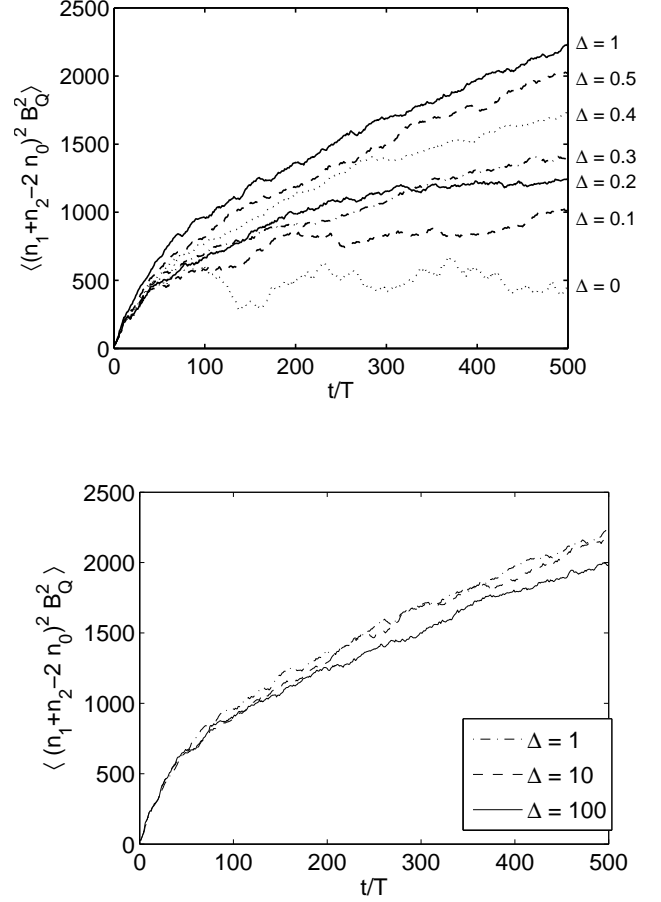 2500
2000
1500
1000
500
0
⟨(n₁+n₂−2 n₀)² B²_Q⟩
0 100 200 300 400 500
t/T
Δ = 1
Δ = 0.5
Δ = 0.4
Δ = 0.3
Δ = 0.2
Δ = 0.1
Δ = 0
2500
2000
1500
1000
500
0
⟨ (n₁+n₂−2 n₀)² B²_Q ⟩
0 100 200 300 400 500
t/T
Δ = 1
Δ = 10
Δ = 100